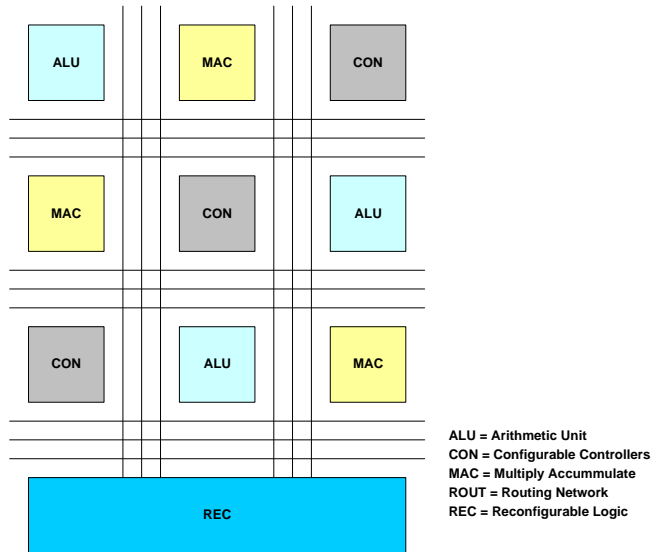 ALU MAC CON
MAC CON ALU
CON ALU MAC
ALU = Arithmetic Unit
CON = Configurable Controllers
MAC = Multiply Accummulate
ROUT = Routing Network
REC = Reconfigurable Logic
REC